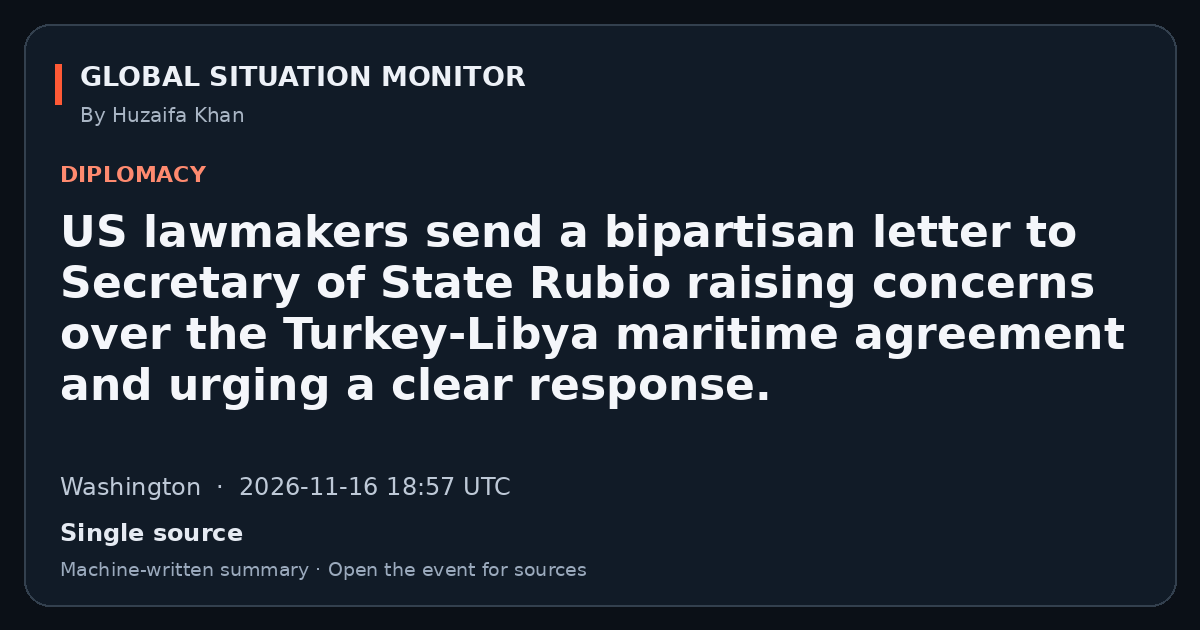 GLOBAL SITUATION MONITOR
By Huzaifa Khan
DIPLOMACY
US lawmakers send a bipartisan letter to
Secretary of State Rubio raising concerns
over the Turkey-Libya maritime agreement
and urging a clear response.
Washington · 2026-11-16 18:57 UTC
Single source
Machine-written summary · Open the event for sources